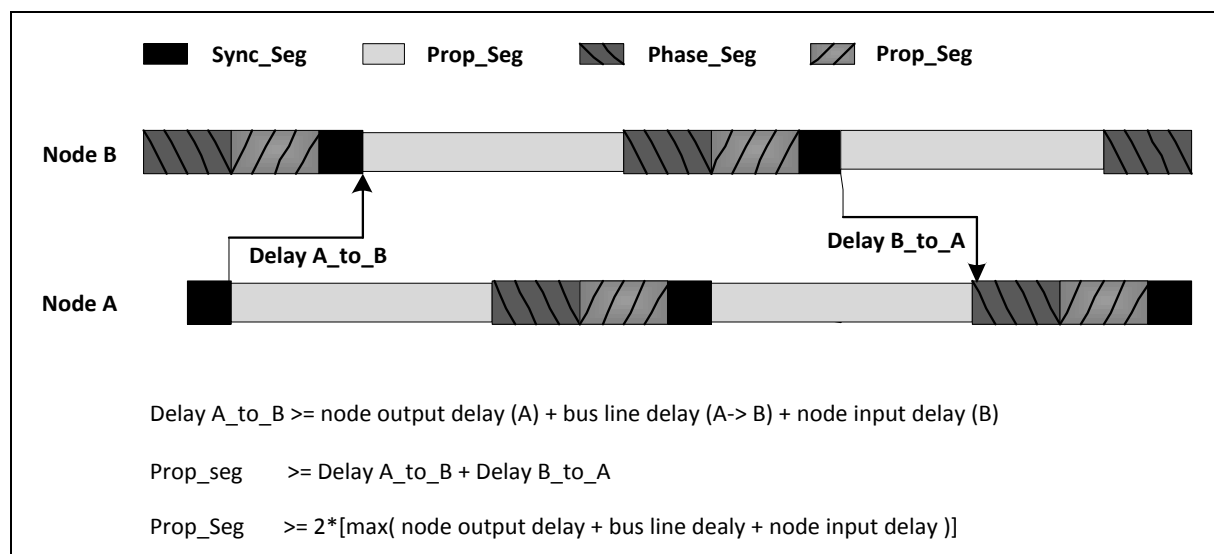 Sync_Seg Prop_Seg Phase_Seg Prop_Seg
Node B
Delay A_to_B
Delay B_to_A
Node A
Delay A_to_B >= node output delay (A) + bus line delay (A-> B) + node input delay (B)
Prop_seg >= Delay A_to_B + Delay B_to_A
Prop_Seg >= 2*[max( node output delay + bus line dealy + node input delay )]